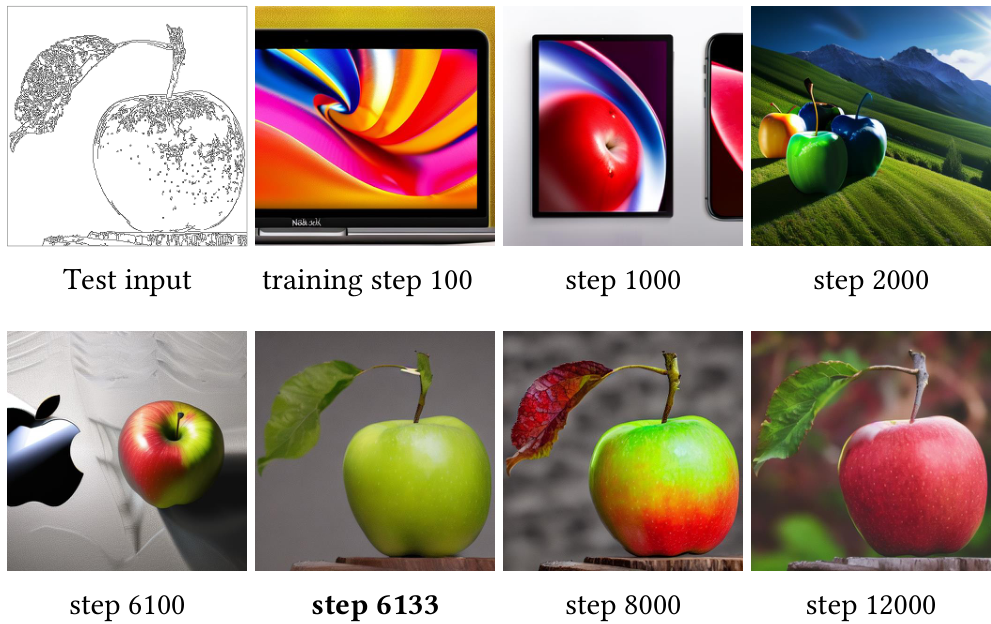 Test input
training step 100
step 1000
step 2000
step 6100
step 6133
step 8000
step 12000